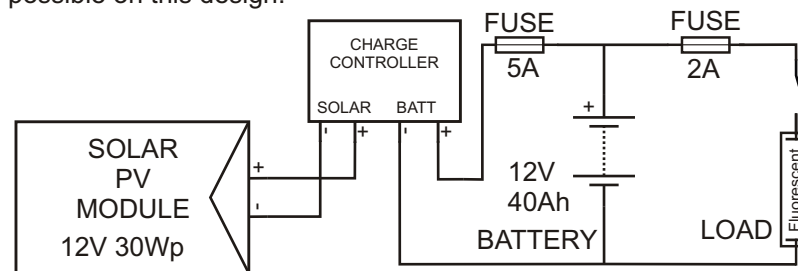 possible on this design.
FUSE
FUSE
CHARGE
CONTROLLER
5A
2A
SOLAR BATT
- + - +
+
SOLAR
PV
MODULE
12V 30Wp
+
-
12V
40Ah
BATTERY
LOAD
Fluorescent